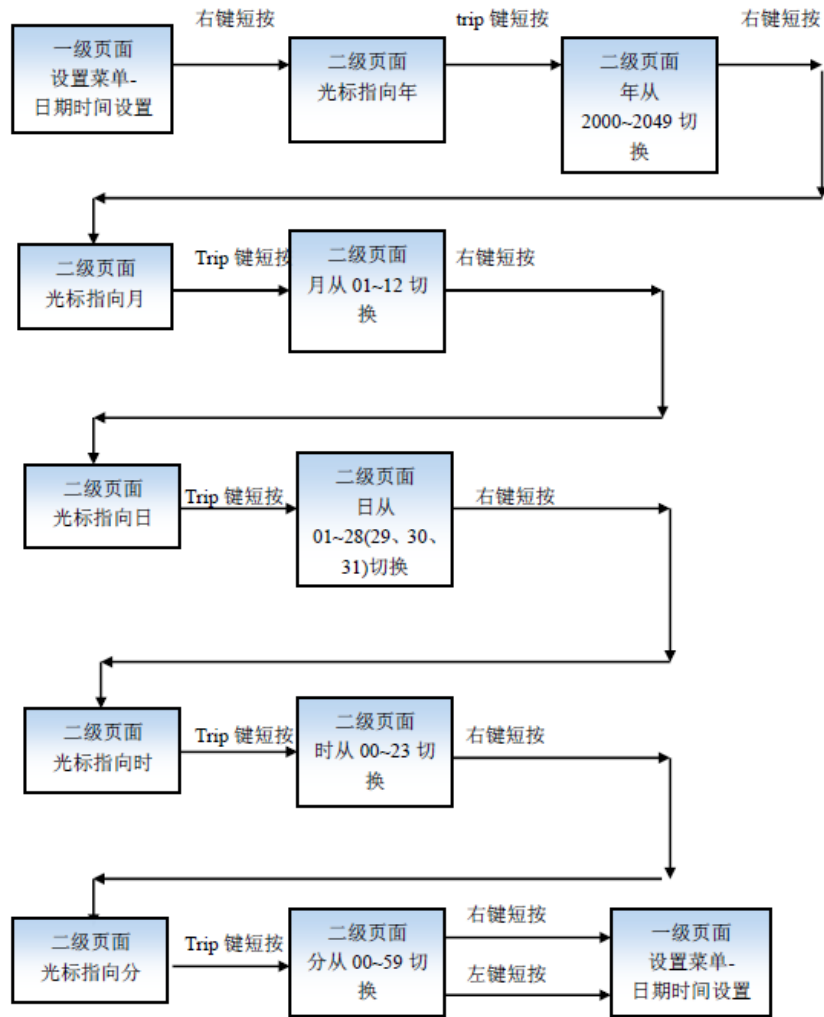 右键短按
trip 键短按
右键短按
一级页面
设置菜单-
日期时间设置
二级页面
光标指向年
二级页面
年从
2000~2049 切
换
二级页面
光标指向月
Trip 键短按
二级页面
月从 01~12 切
换
右键短按
二级页面
光标指向日
Trip 键短按
二级页面
日从
01~28(29、30、
31)切换
右键短按
二级页面
光标指向时
Trip 键短按
二级页面
时从 00~23 切
换
右键短按
二级页面
光标指向分
Trip 键短按
二级页面
分从 00~59 切
换
右键短按
左键短按
一级页面
设置菜单-
日期时间设置